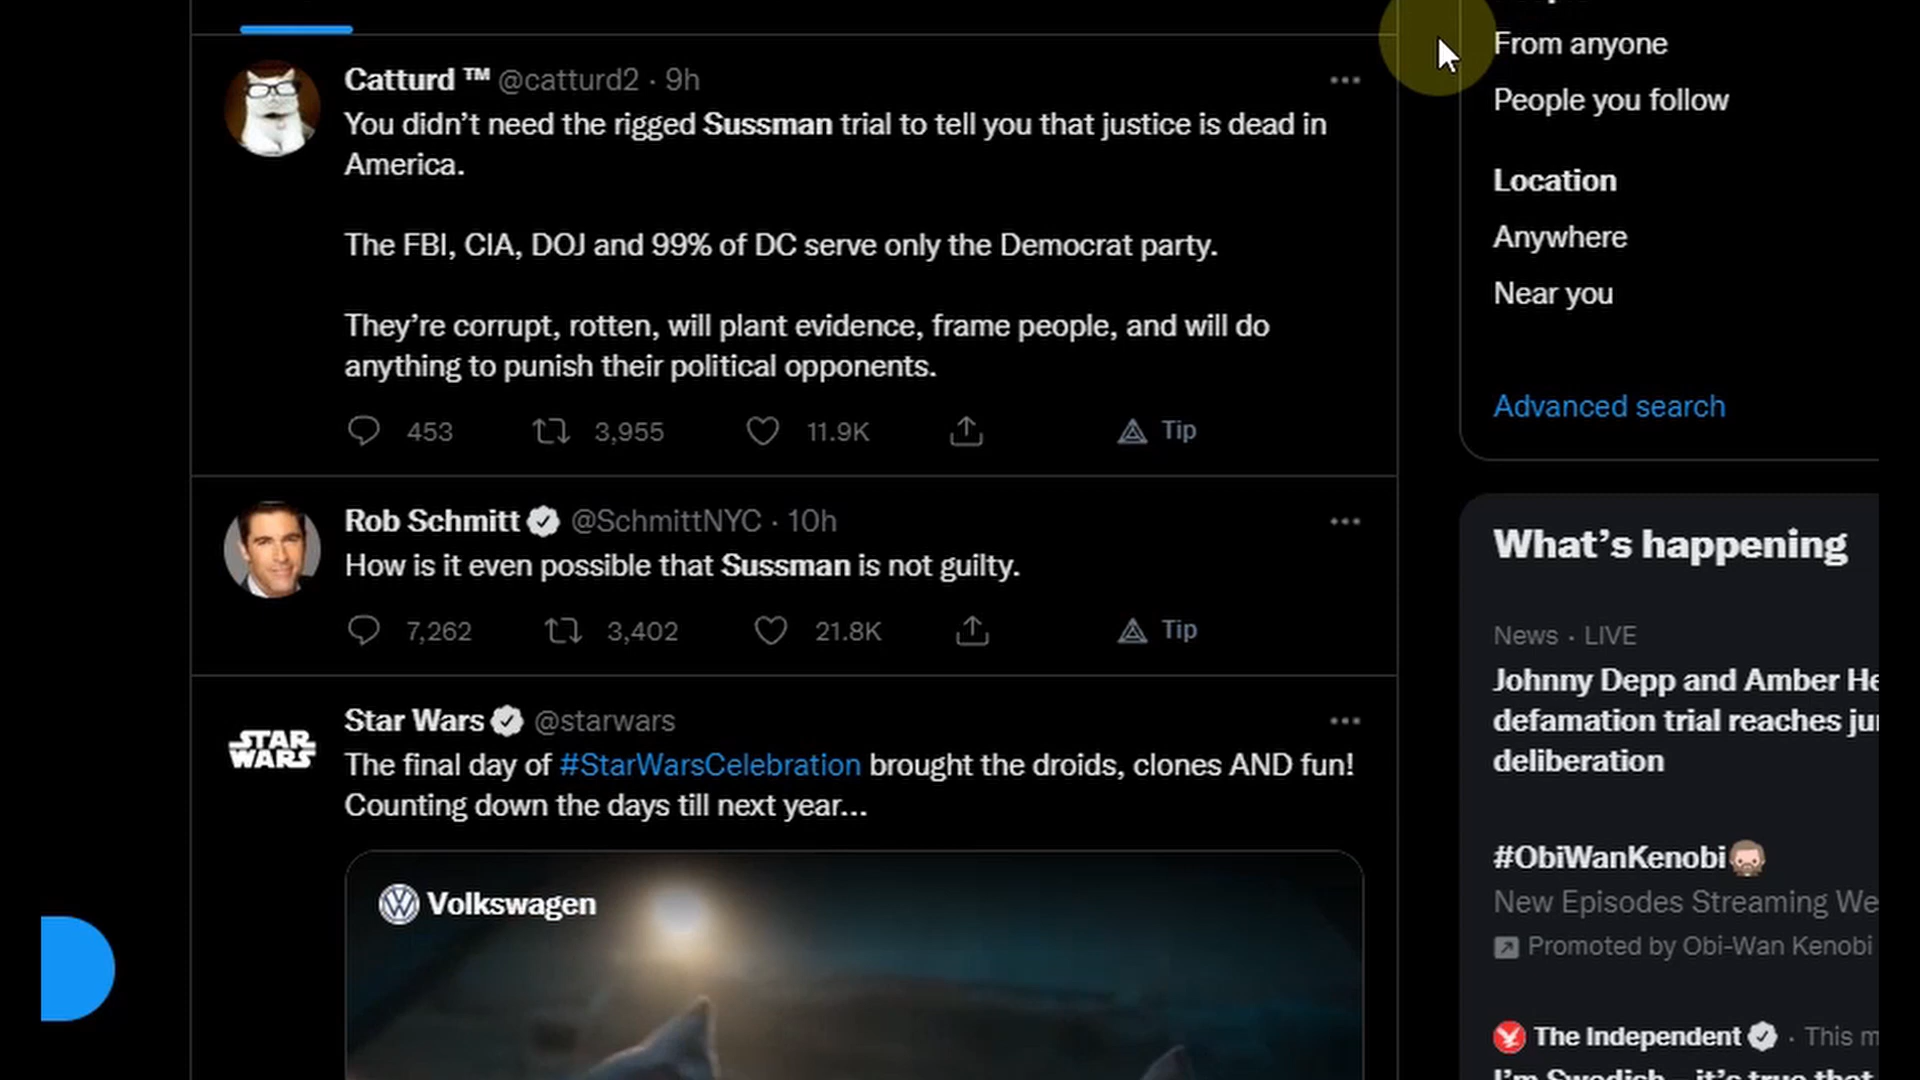 Catturd ™ @catturd2 · 9h
You didn’t need the rigged Sussman trial to tell you that justice is dead in
America.
The FBI, CIA, DOJ and 99% of DC serve only the Democrat party.
They’re corrupt, rotten, will plant evidence, frame people, and will do
anything to punish their political opponents.
453 3,955 11.9K Tip
Rob Schmitt @SchmittNYC · 10h
How is it even possible that Sussman is not guilty.
7,262 3,402 21.8K Tip
STAR WARS
Star Wars @starwars
The final day of #StarWarsCelebration brought the droids, clones AND fun!
Counting down the days till next year...
Volkswagen
From anyone
People you follow
Location
Anywhere
Near you
Advanced search
What’s happening
News · LIVE
Johnny Depp and Amber He
defamation trial reaches ju
deliberation
#ObiWanKenobi
New Episodes Streaming We
Promoted by Obi-Wan Kenobi
The Independent · This m
I’m Swedish – it’s true that